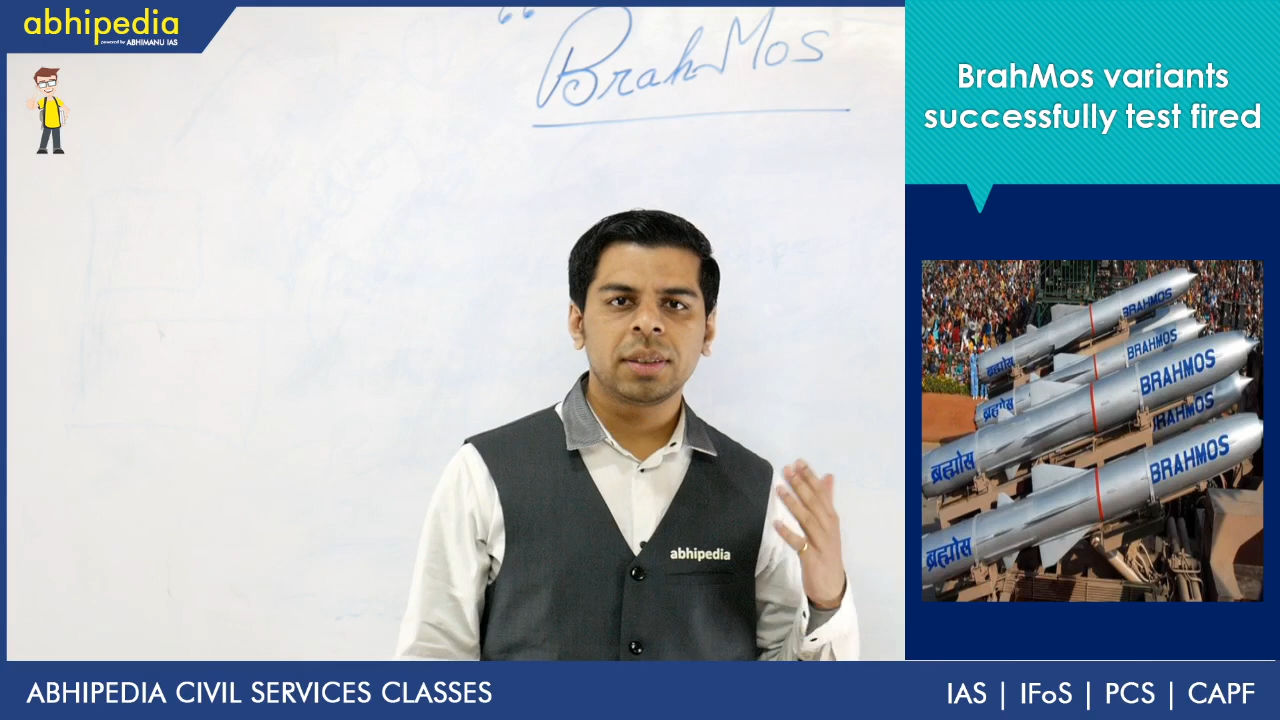 abhipedia
powered by ABHIMANU IAS
“BrahMos
BrahMos variants
successfully test fired
BRAHMOS
ब्रह्मोस
BRAHMOS
ब्रह्मोस
BRAHMOS
BRAHMOS
ब्रह्मोस
BRAHMOS
ब्रह्मोस
abhipedia
ABHIPEDIA CIVIL SERVICES CLASSES
IAS | IFoS | PCS | CAPF